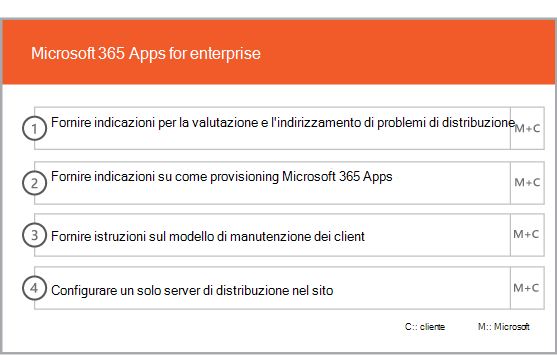 Microsoft 365 Apps for enterprise
1 Fornire indicazioni per la valutazione e l'indirizzamento di problemi di distribuzione M+C
2 Fornire indicazioni su come provisioning Microsoft 365 Apps M+C
3 Fornire istruzioni sul modello di manutenzione dei client M+C
4 Configurare un solo server di distribuzione nel sito M+C
C:: cliente M:: Microsoft